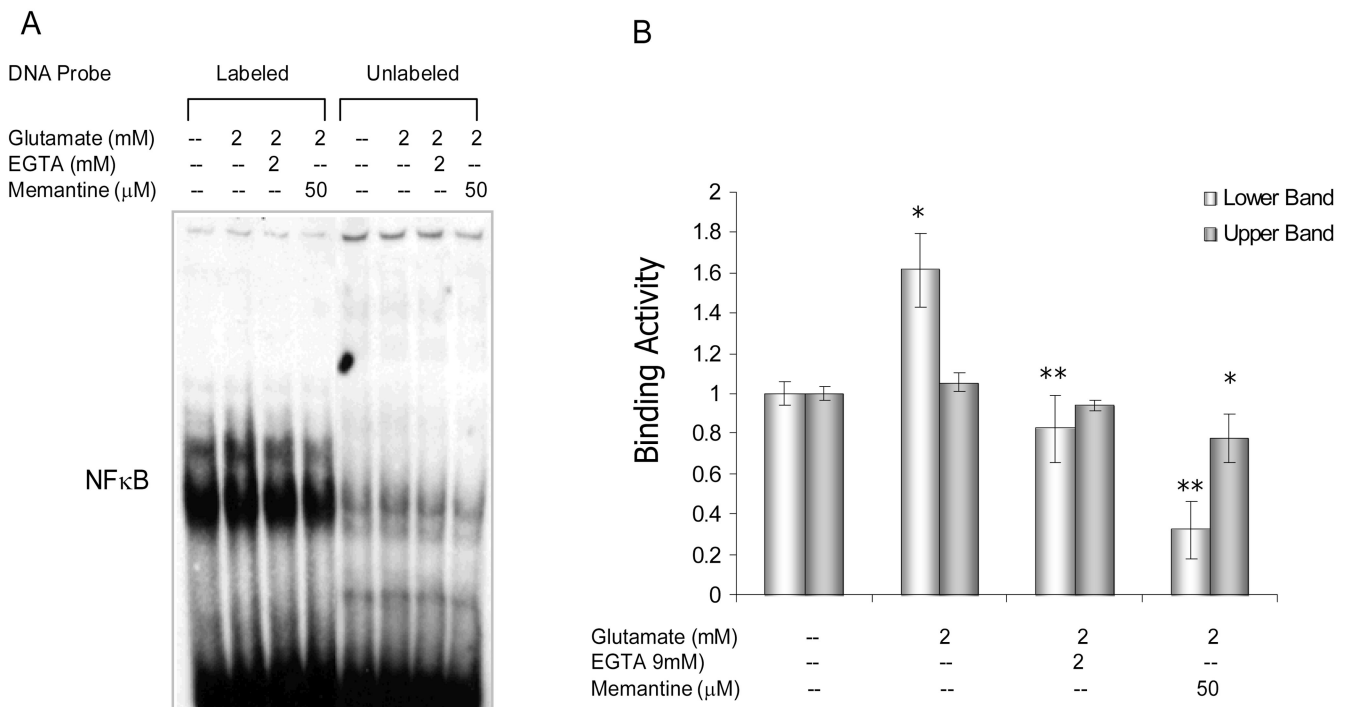 A
DNA Probe Labeled Unlabeled
Glutamate (mM) -- 2 2 2 -- 2 2 2
EGTA (mM) -- -- 2 -- -- -- 2 --
Memantine (μM) -- -- -- 50 -- -- -- 50
NFκB
B
Lower Band
Upper Band
Binding Activity
2
1.8
1.6
1.4
1.2
1
0.8
0.6
0.4
0.2
0
*
**
**
*
Glutamate (mM) -- 2 2 2
EGTA 9mM) -- -- 2 --
Memantine (μM) -- -- -- 50